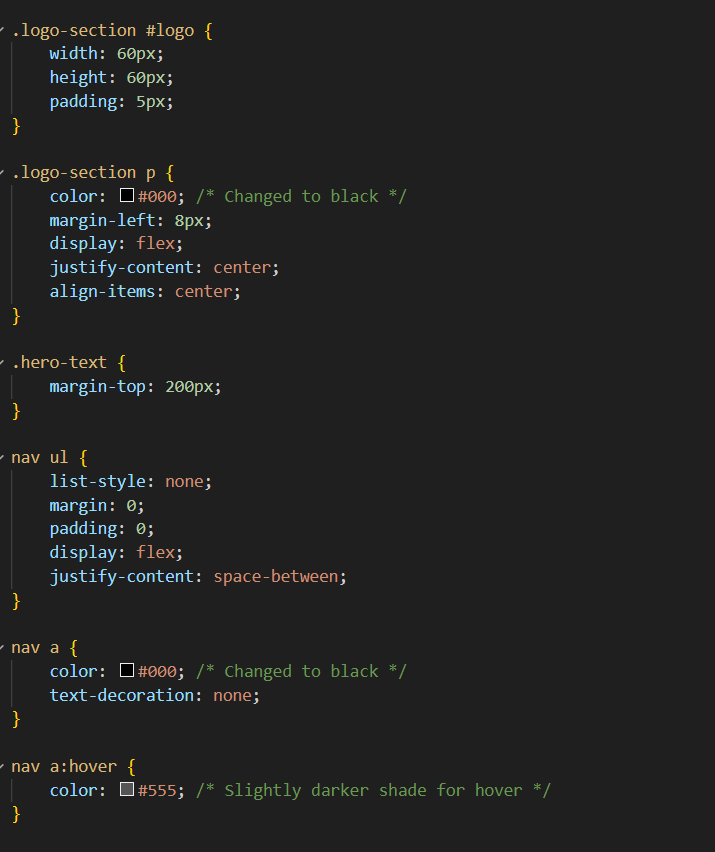 .logo-section #logo {
    width: 60px;
    height: 60px;
    padding: 5px;
}
.logo-section p {
    color: #000; /* Changed to black */
    margin-left: 8px;
    display: flex;
    justify-content: center;
    align-items: center;
}
.hero-text {
    margin-top: 200px;
}
nav ul {
    list-style: none;
    margin: 0;
    padding: 0;
    display: flex;
    justify-content: space-between;
}
nav a {
    color: #000; /* Changed to black */
    text-decoration: none;
}
nav a:hover {
    color: #555; /* Slightly darker shade for hover */
}